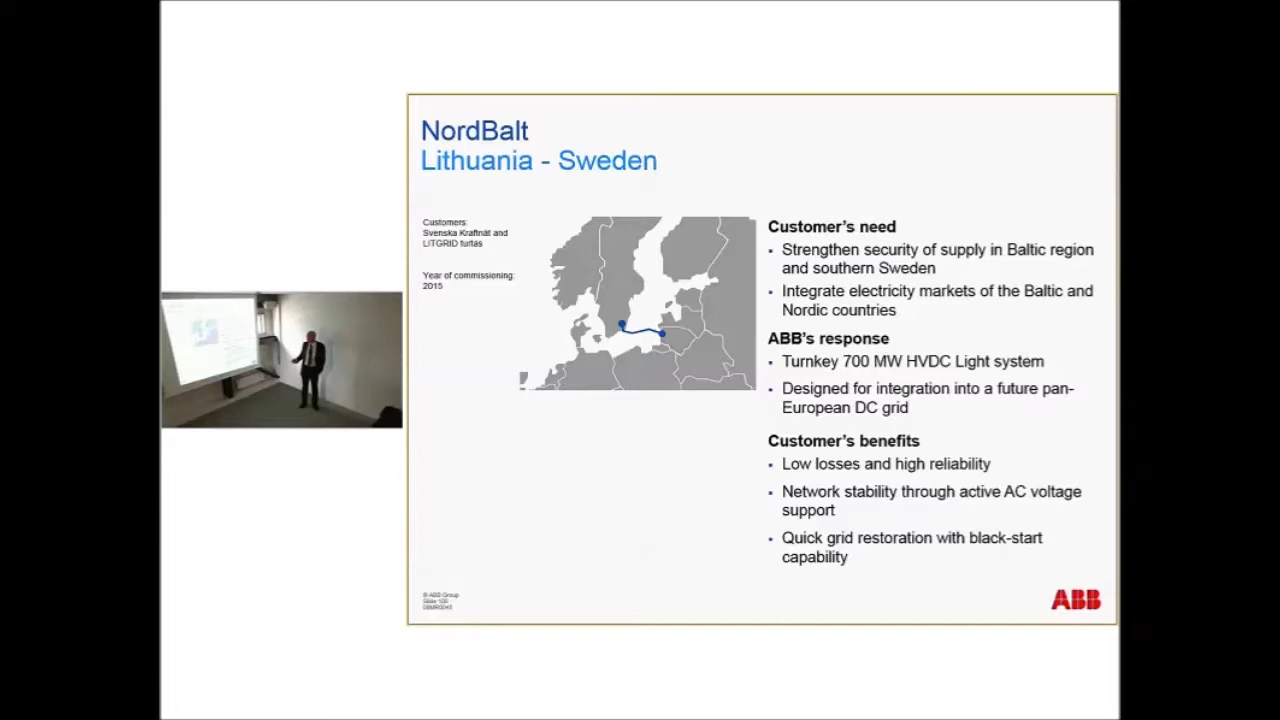 NordBalt
Lithuania - Sweden
Customers:
Svenska Kraftnät and
LITGRID turtas
Year of commissioning:
2015
Customer's need
Strengthen security of supply in Baltic region
and southern Sweden
Integrate electricity markets of the Baltic and
Nordic countries
ABB's response
Turnkey 700 MW HVDC Light system
Designed for integration into a future pan-
European DC grid
Customer's benefits
Low losses and high reliability
Network stability through active AC voltage
support
Quick grid restoration with black-start
capability
© ABB Group
ABB